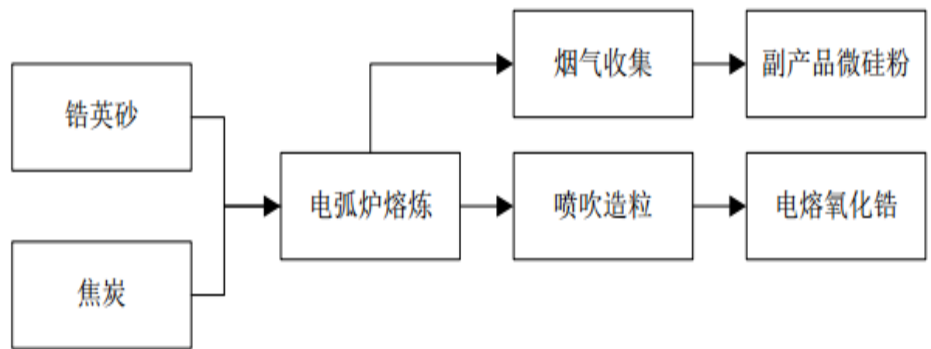 锆英砂
焦炭
电弧炉熔炼
烟气收集
副产品微硅粉
喷吹造粒
电熔氧化锆